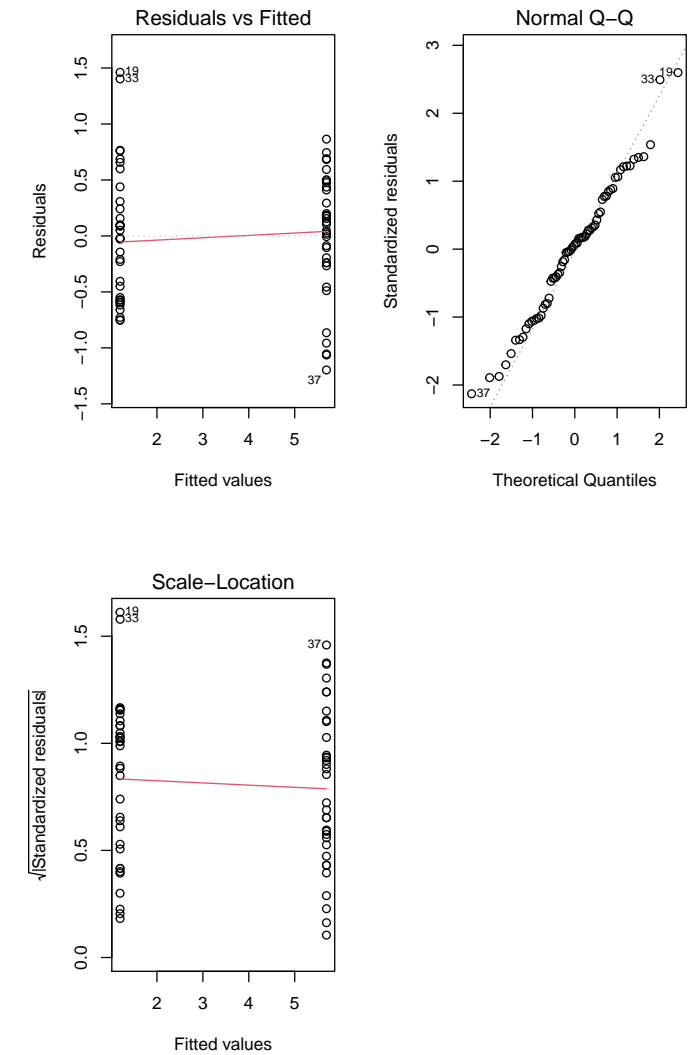 Residuals vs Fitted
Residuals
1.5
1.0
0.5
0.0
−0.5
−1.0
−1.5
19
33
37
2 3 4 5
Fitted values
Normal Q−Q
Standardized residuals
3
2
1
0
−1
−2
33
19
37
−2 −1 0 1 2
Theoretical Quantiles
Scale−Location
√|Standardized residuals|
1.5
1.0
0.5
0.0
19
33
37
2 3 4 5
Fitted values